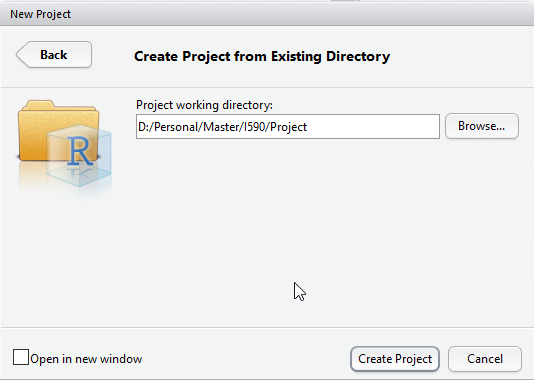 New Project
Back
Create Project from Existing Directory
Project working directory:
D:/Personal/Master/I590/Project
Browse...
R
Open in new window
Create Project
Cancel